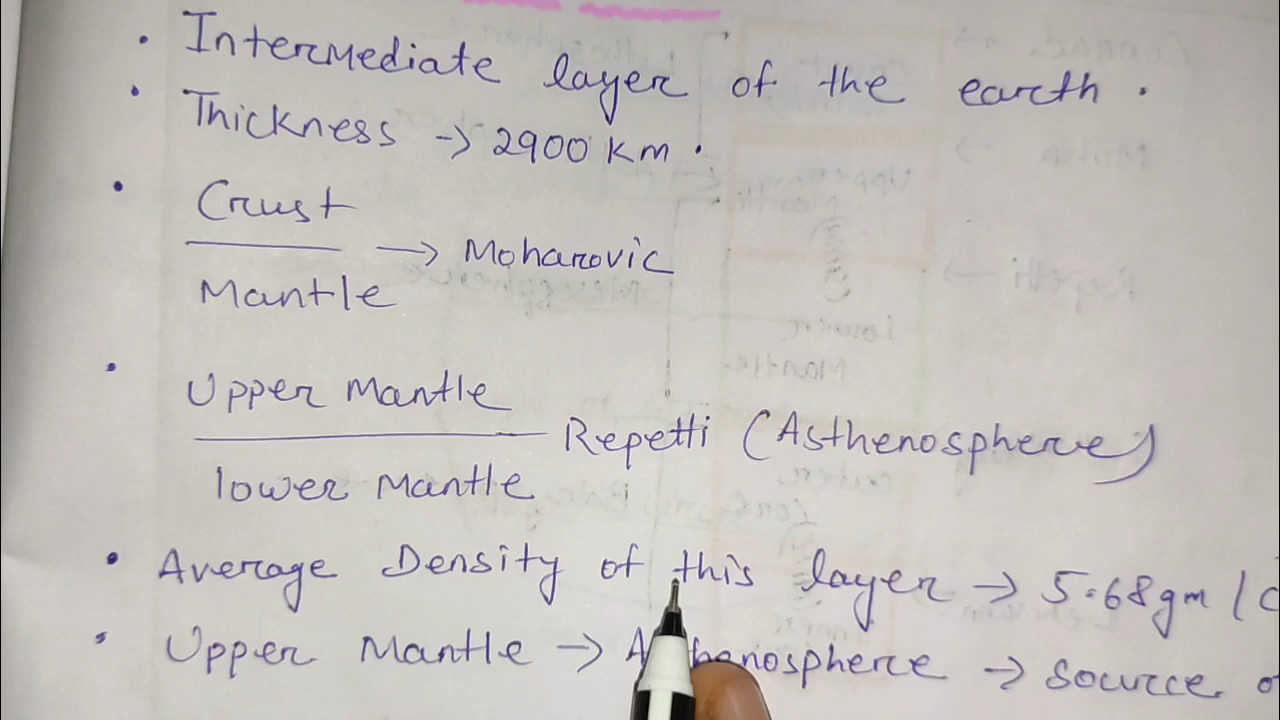 • Intermediate layer of the earth.
• Thickness → 2900 Km.
• Crust
Mantle
→ Moharovic
• Upper Mantle
lower Mantle
Repetti (Asthenosphere)
• Average Density of this layer → 5.68gm/c
• Upper Mantle → Asthenosphere → source o